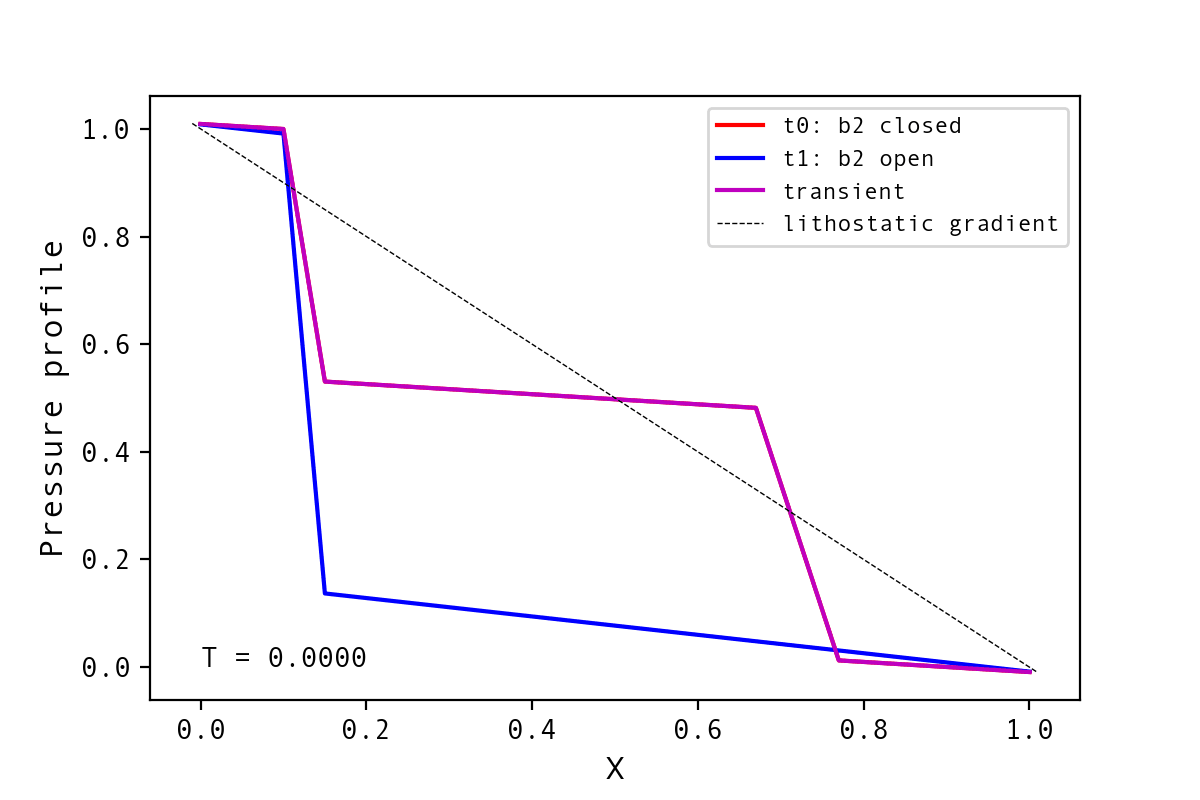 1.0
0.8
0.6
0.4
0.2
0.0
Pressure profile
t0: b2 closed
t1: b2 open
transient
lithostatic gradient
T = 0.0000
0.0 0.2 0.4 0.6 0.8 1.0
X